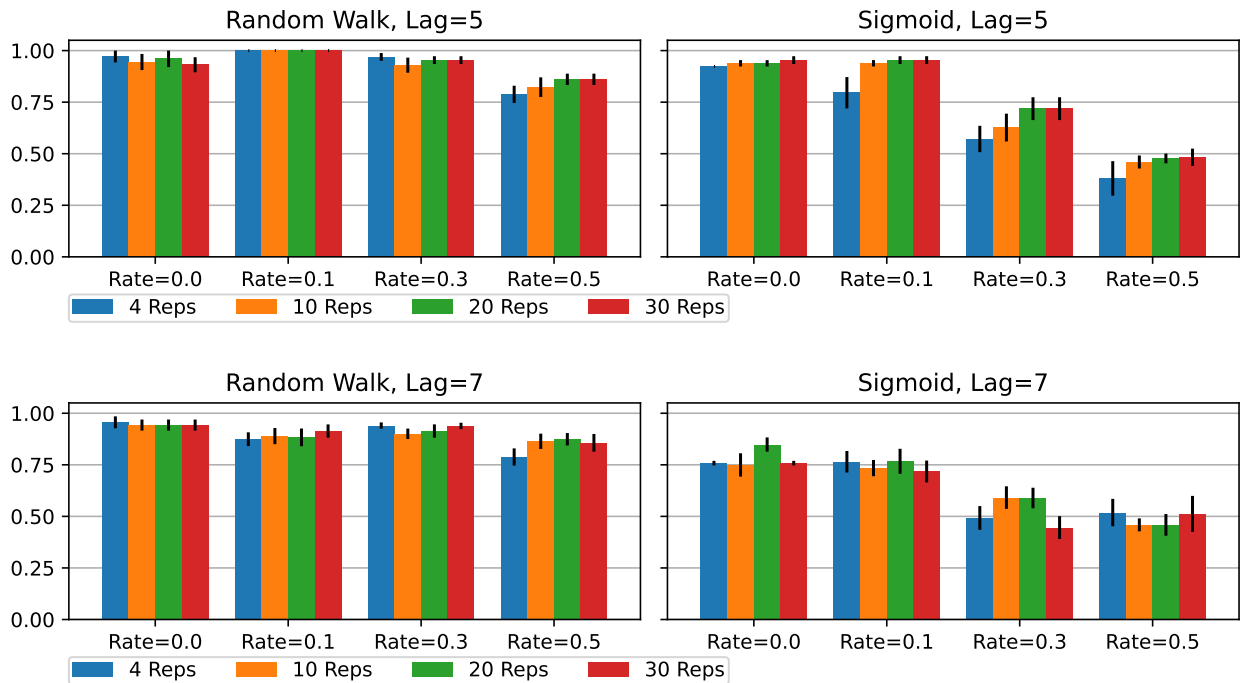 Random Walk, Lag=5
Sigmoid, Lag=5
1.00
0.75
0.50
0.25
0.00
Rate=0.0 Rate=0.1 Rate=0.3 Rate=0.5
Rate=0.0 Rate=0.1 Rate=0.3 Rate=0.5
4 Reps 10 Reps 20 Reps 30 Reps
Random Walk, Lag=7
Sigmoid, Lag=7
1.00
0.75
0.50
0.25
0.00
Rate=0.0 Rate=0.1 Rate=0.3 Rate=0.5
Rate=0.0 Rate=0.1 Rate=0.3 Rate=0.5
4 Reps 10 Reps 20 Reps 30 Reps